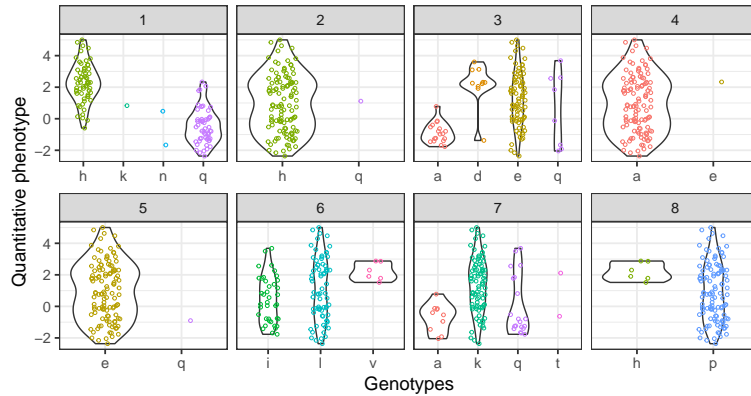 1 2 3 4
Quantitative phenotype
4
2
0
−2
h k n q h q a d e q a e
5 6 7 8
4
2
0
−2
e q i l v a k q t h p
Genotypes